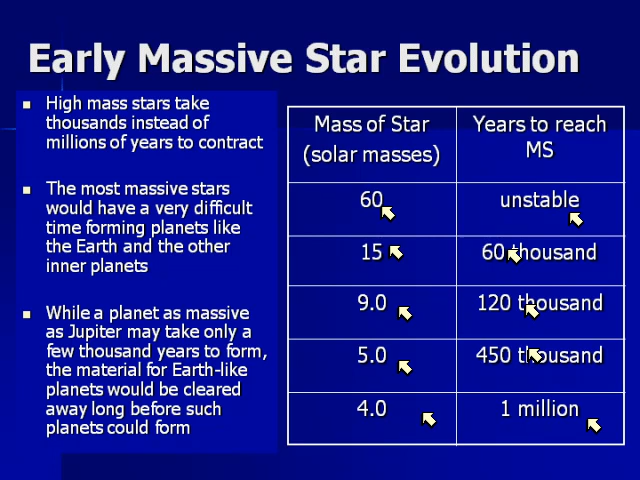 Early Massive Star Evolution
High mass stars take
thousands instead of
millions of years to contract
The most massive stars
would have a very difficult
time forming planets like
the Earth and the other
inner planets
While a planet as massive
as Jupiter may take only a
few thousand years to form,
the material for Earth-like
planets would be cleared
away long before such
planets could form
Mass of Star
(solar masses)
Years to reach
MS
60
unstable
15
60 thousand
9.0
120 thousand
5.0
450 thousand
4.0
1 million